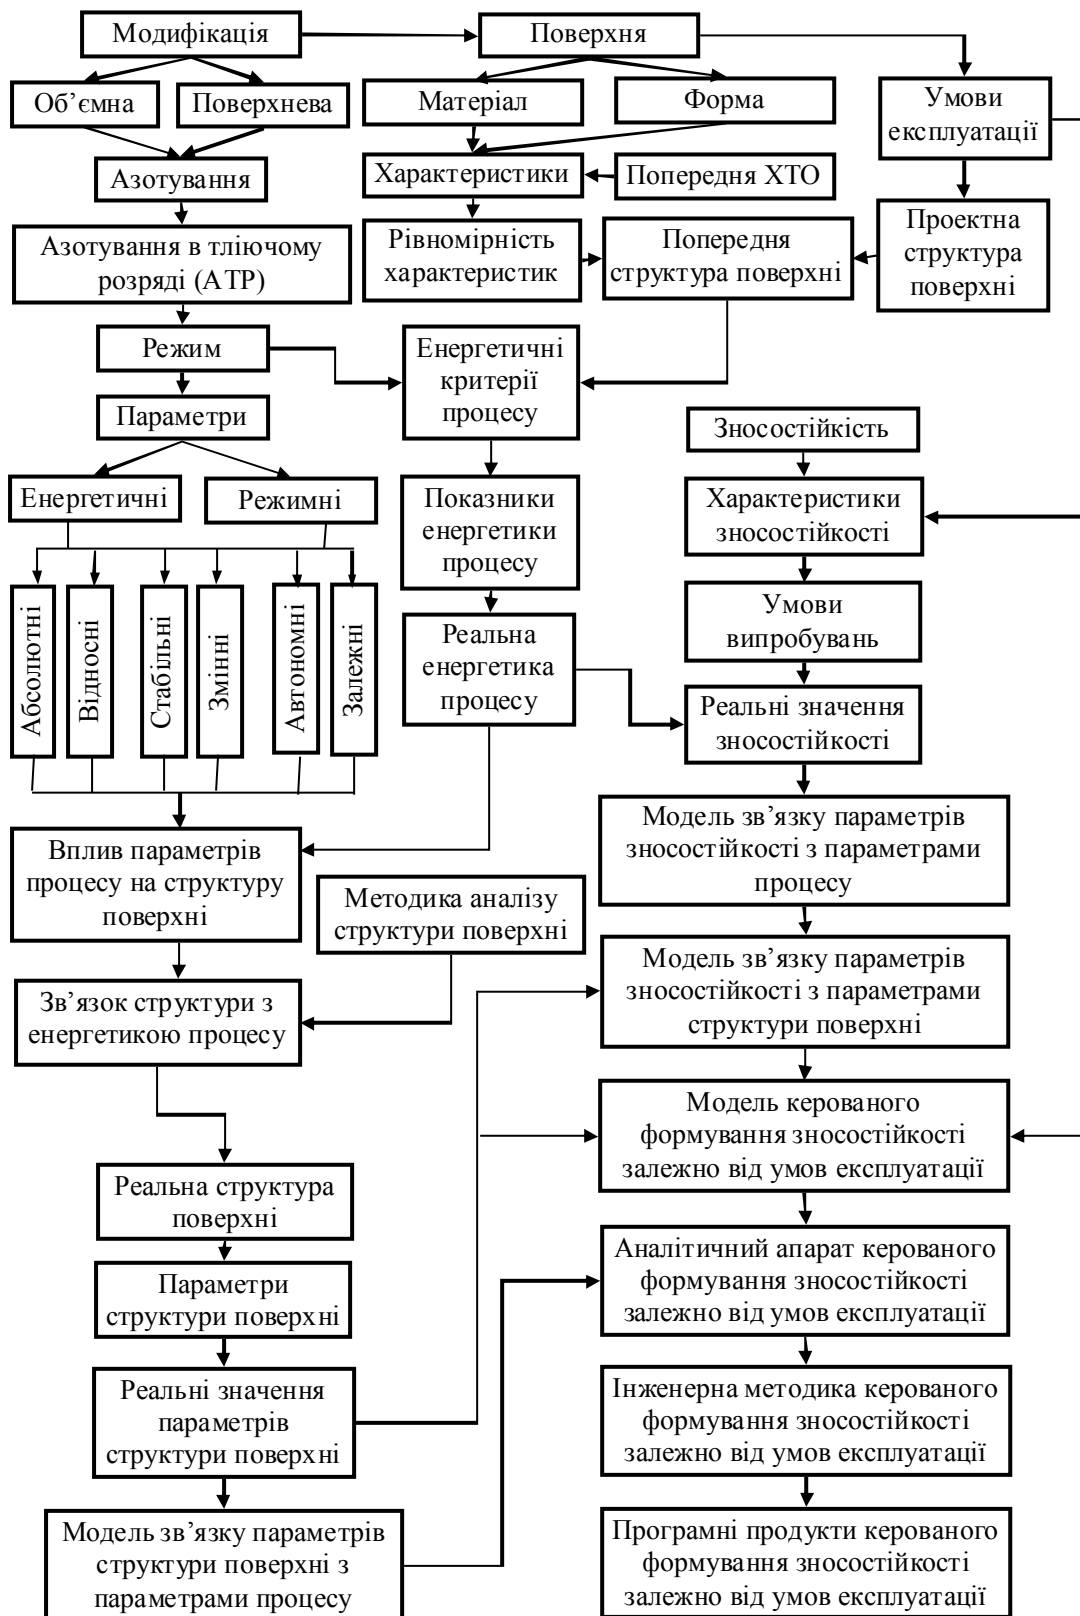 Модифікація
Поверхня
Об’ємна
Поверхнева
Матеріал
Форма
Умови
експлуатації
Азотування
Характеристики
Попередня ХТО
Азотування в тліючому
розряді (АТР)
Рівномірність
характеристик
Попередня
структура поверхні
Проектна
структура
поверхні
Режим
Енергетичні
критерії
процесу
Параметри
Зносостійкість
Енергетичні
Режимні
Показники
енергетики
процесу
Характеристики
зносостійкості
Абсолютні
Відносні
Стабільні
Змінні
Автономні
Залежні
Умови
випробувань
Реальна
енергетика
процесу
Реальні значення
зносостійкості
Модель зв’язку параметрів
зносостійкості з параметрами
процесу
Вплив параметрів
процесу на структуру
поверхні
Методика аналізу
структури поверхні
Модель зв’язку параметрів
зносостійкості з параметрами
структури поверхні
Зв’язок структури з
енергетикою процесу
Модель керованого
формування зносостійкості
залежно від умов експлуатації
Реальна структура
поверхні
Аналітичний апарат керованого
формування зносостійкості
залежно від умов експлуатації
Параметри
структури поверхні
Реальні значення
параметрів
структури поверхні
Інженерна методика керованого
формування зносостійкості
залежно від умов експлуатації
Модель зв’язку параметрів
структури поверхні з
параметрами процесу
Програмні продукти керованого
формування зносостійкості
залежно від умов експлуатації